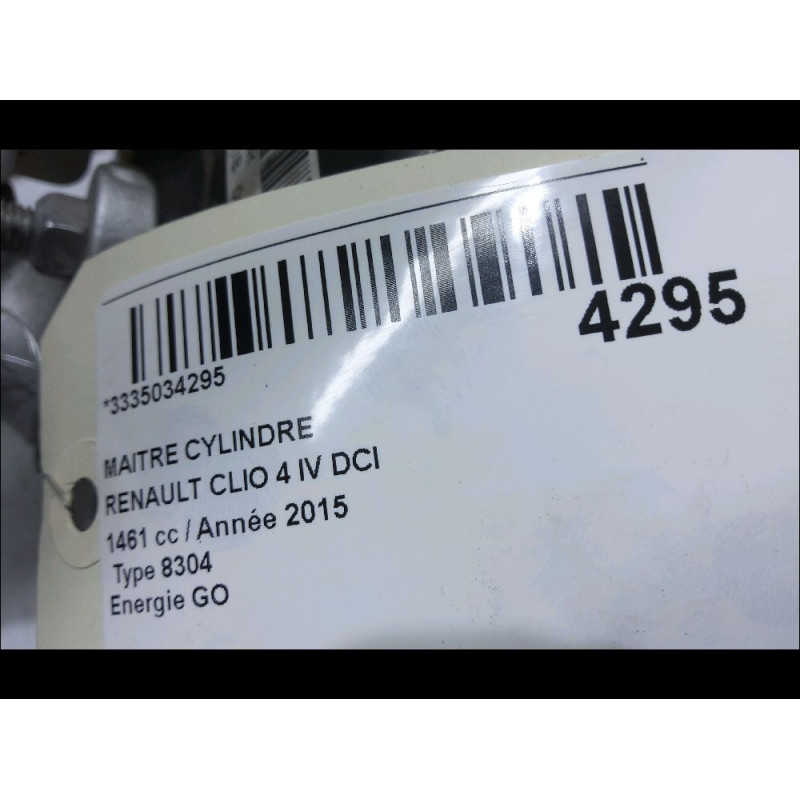 4295
*3335034295
MAITRE CYLINDRE
RENAULT CLIO 4 IV DCI
1461 cc / Année 2015
Type 8304
Energie GO